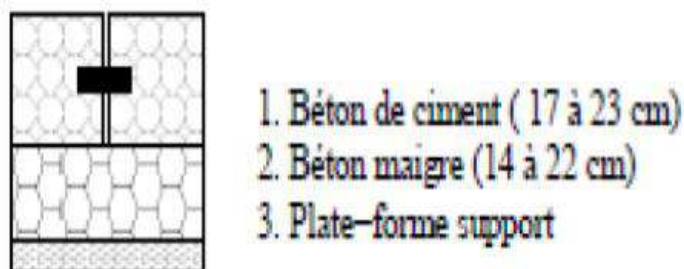 1. Béton de ciment ( 17 à 23 cm)
2. Béton maigre (14 à 22 cm)
3. Plate-forme support